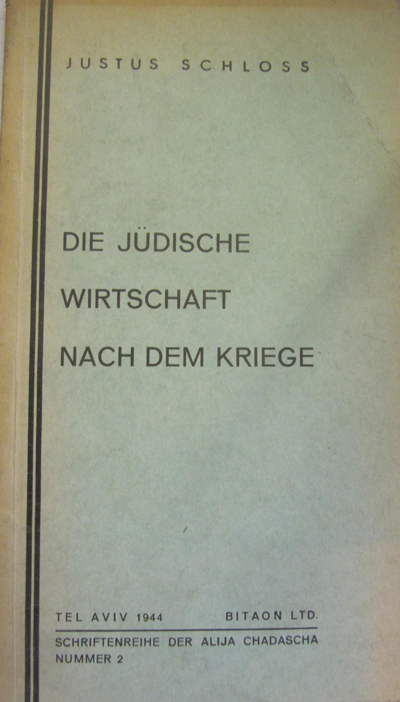 JUSTUS SCHLOSS
DIE JÜDISCHE
WIRTSCHAFT
NACH DEM KRIEGE
TEL AVIV 1944 BITAON LTD.
SCHRIFTENREIHE DER ALIJA CHADASCHA
NUMMER 2